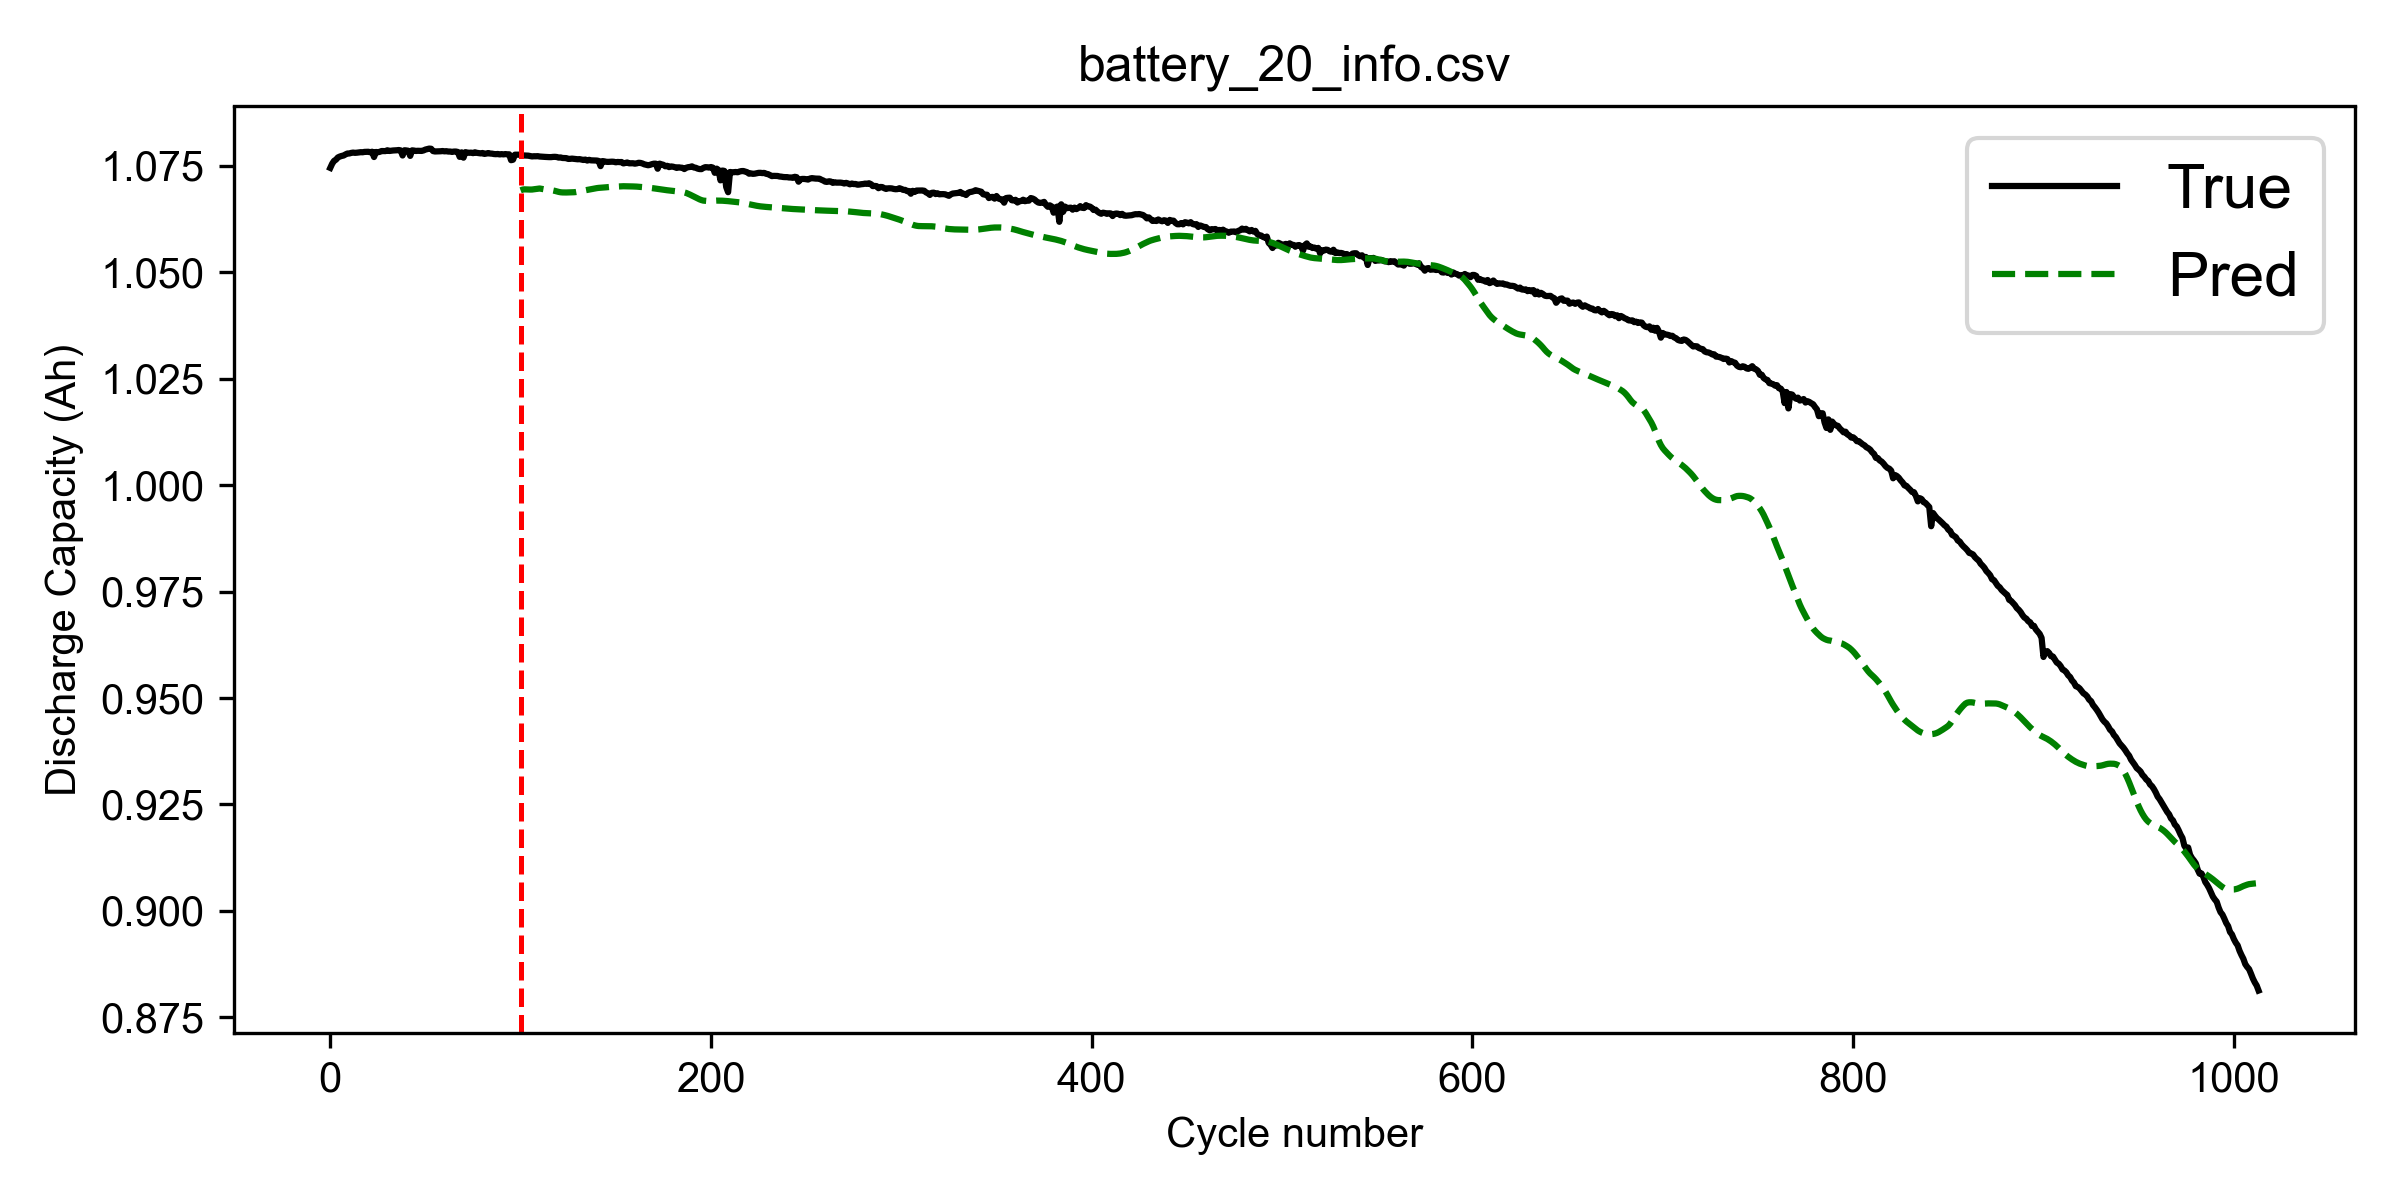 battery_20_info.csv
True
Pred
Discharge Capacity (Ah)
1.075
1.050
1.025
1.000
0.975
0.950
0.925
0.900
0.875
0 200 400 600 800 1000
Cycle number